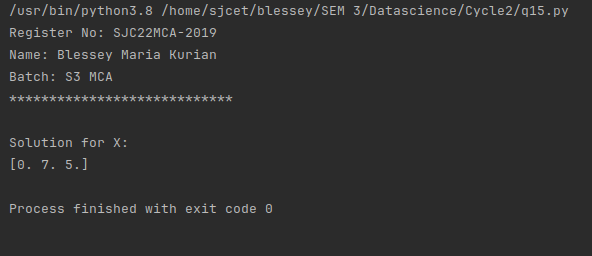 /usr/bin/python3.8 /home/sjcet/blessey/SEM 3/Datascience/Cycle2/q15.py
Register No: SJC22MCA-2019
Name: Blessey Maria Kurian
Batch: S3 MCA
****************************
Solution for X:
[0. 7. 5.]
Process finished with exit code 0